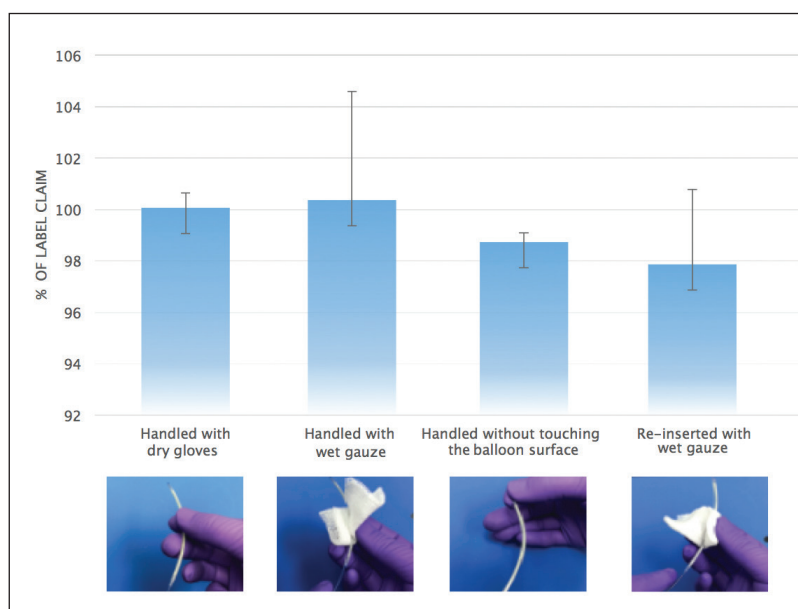 106
104
102
100
98
96
94
92
% OF LABEL CLAIM
Handled with
dry gloves
Handled with
wet gauze
Handled without touching
the balloon surface
Re-inserted with
wet gauze